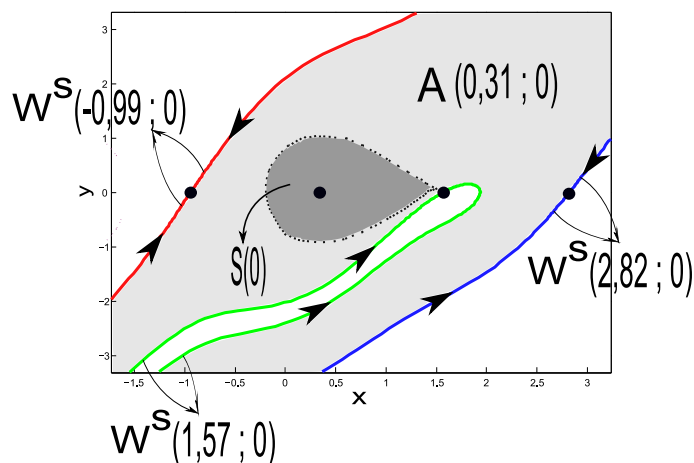 3
2
1
0
−1
−2
−3
y
−1.5
−1
−0.5
0
0.5
1
1.5
2
2.5
3
x
W^S(-0,99 ; 0)
A (0,31 ; 0)
S(0)
W^S(2,82 ; 0)
W^S(1,57 ; 0)